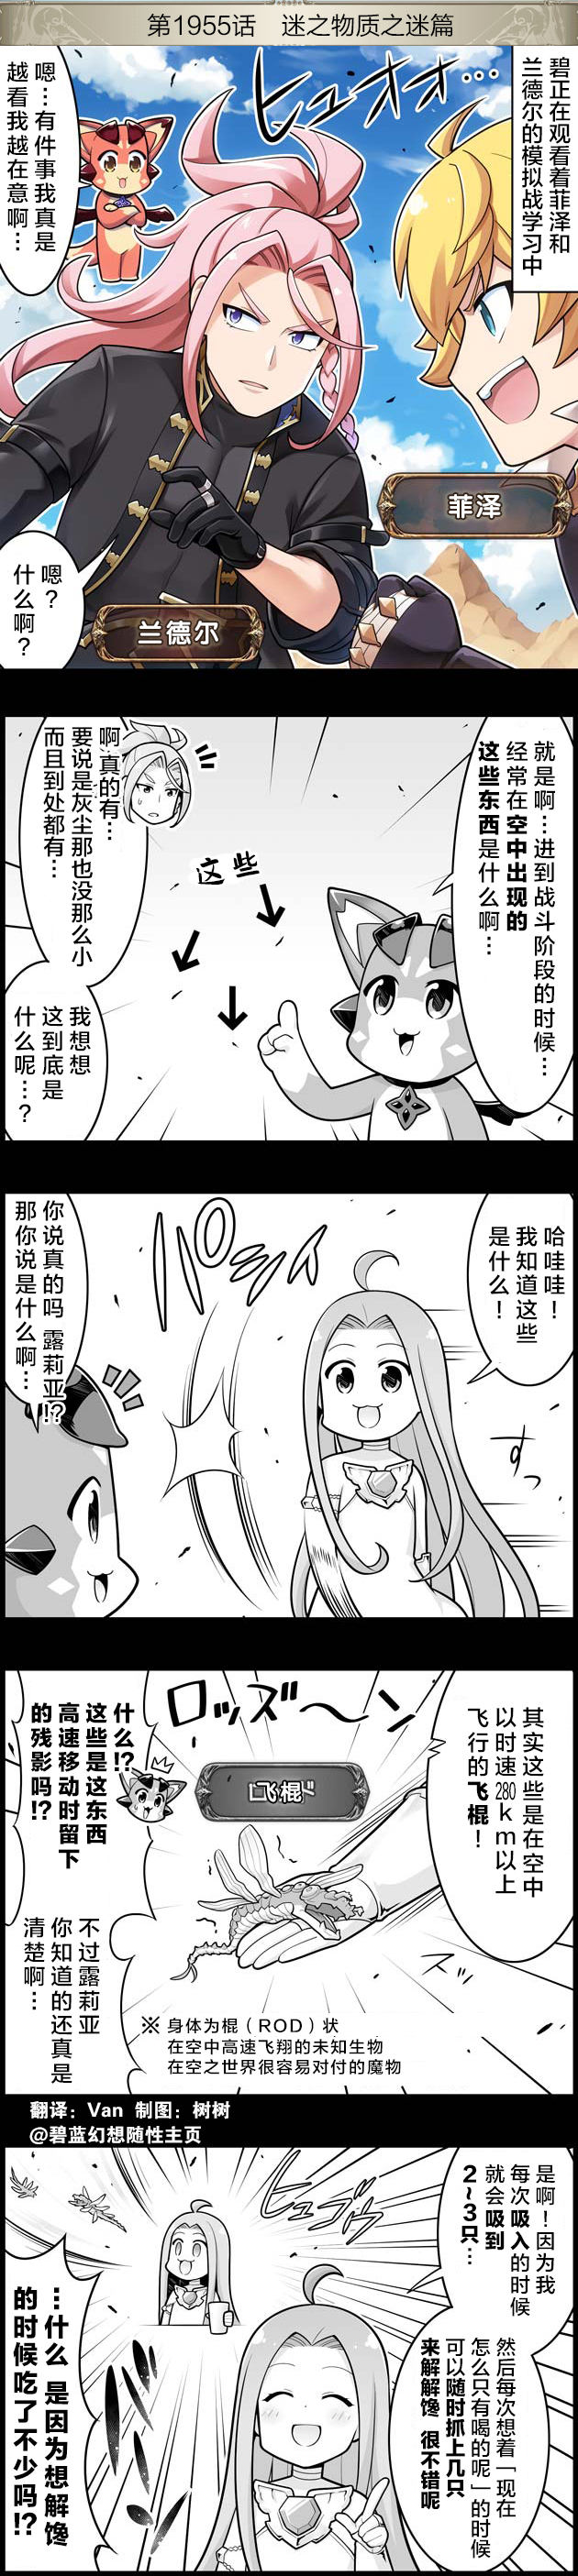 第1955话　迷之物质之迷篇
碧正在观看着菲泽和
兰德尔的模拟战学习中
ヒュオオ…
嗯…有件事我真是
越看我越在意啊…
菲泽
嗯？
什么啊？
兰德尔
就是啊…进到战斗阶段的时候…
经常在空中出现的
这些东西是什么啊…
这些
啊 真的有…
要说是灰尘那也没那么小
而且到处都有…
我想想
这到底是
什么呢…？
哈哇哇！
我知道这些
是什么！
パシィ
すっ
你说真的吗 露莉亚!?
那你说是什么啊…
其实这些是在空中
以时速280km以上
飞行的飞棍！
ロッズ〜ン
飞棍
什么!?
这些是这东西
高速移动时留下
的残影吗!?
不过露莉亚
你知道的还真是
清楚啊…
※ 身体为棍（ROD）状
在空中高速飞翔的未知生物
在空之世界很容易对付的魔物
翻译：Van 制图：树树
@碧蓝幻想随性主页
是啊！因为我
每次吸入的时候
就会吸到
2~3只…
ヒュゴゥ
然后每次想着「现在
怎么只有喝的呢」的时候
可以随时抓上几只
来解解馋 很不错呢
…什么 是因为想解馋
的时候吃了不少吗!?